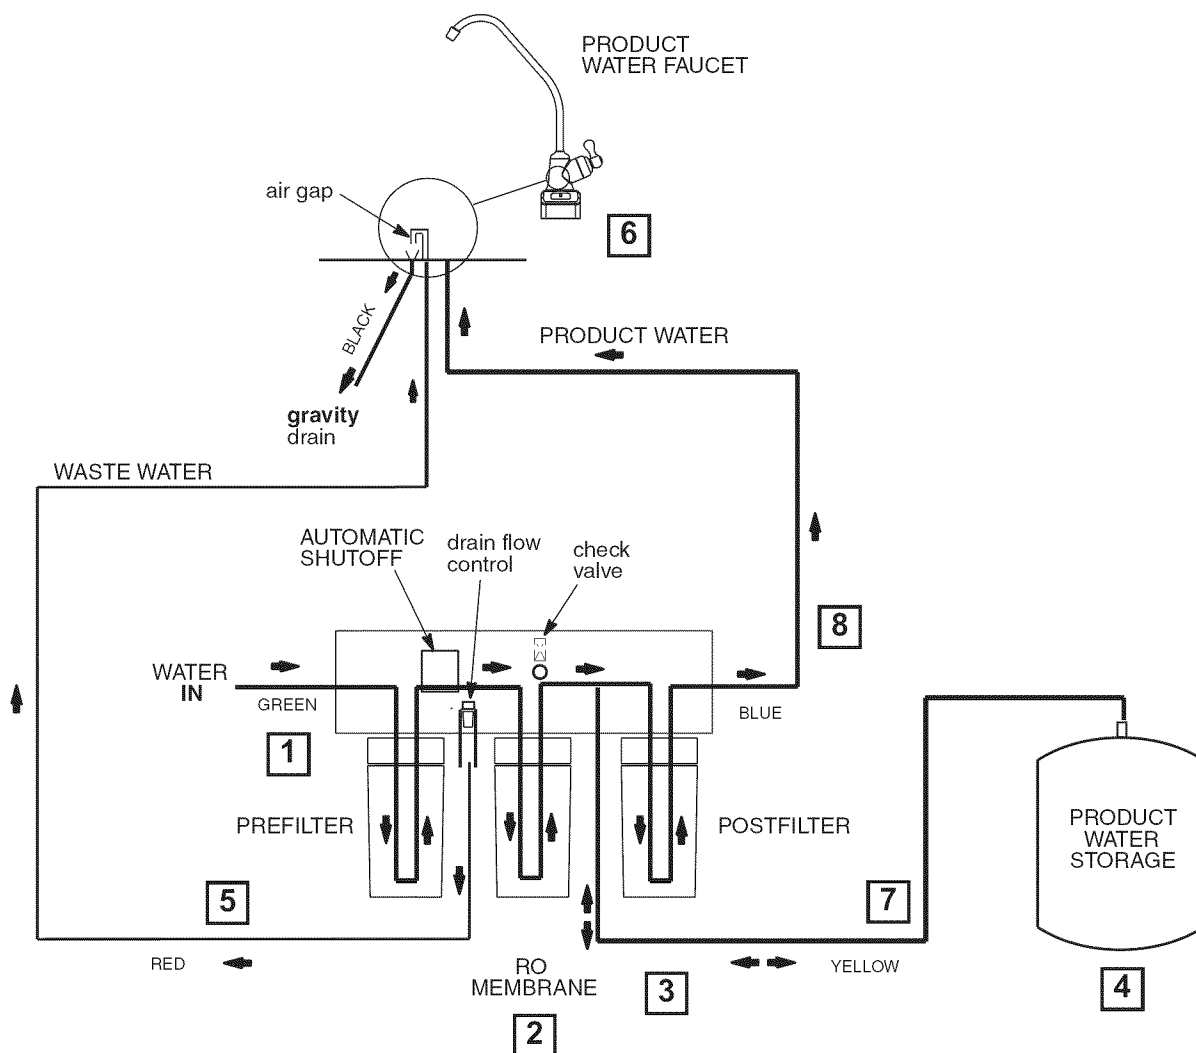 PRODUCT
WATER FAUCET
air gap
6
BLACK
PRODUCT WATER
gravity
drain
WASTE WATER
AUTOMATIC
SHUTOFF
drain flow
control
check
valve
8
WATER
IN
GREEN
BLUE
1
PREFILTER
POSTFILTER
PRODUCT
WATER
STORAGE
5
7
RED
RO
MEMBRANE
YELLOW
3
4
2